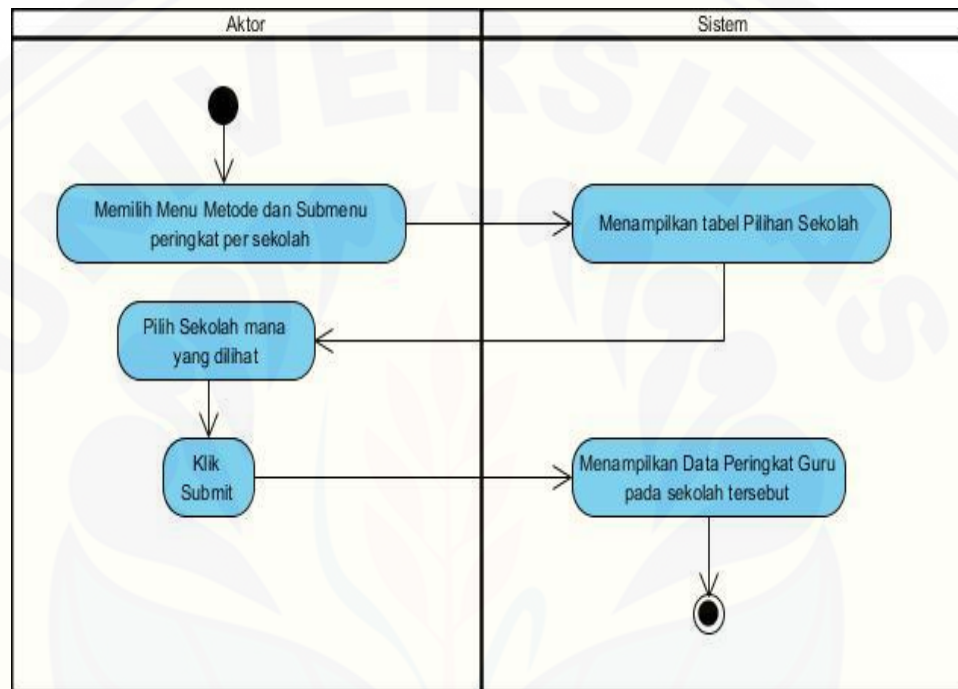 Aktor
Sistem
Memilih Menu Metode dan Submenu
peringkat per sekolah
Menampilkan tabel Pilihan Sekolah
Pilih Sekolah mana
yang dilihat
Klik
Submit
Menampilkan Data Peringkat Guru
pada sekolah tersebut
UNIVERSITAS